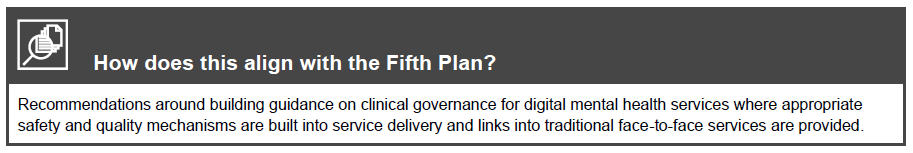 How does this align with the Fifth Plan?
Recommendations around building guidance on clinical governance for digital mental health services where appropriate
safety and quality mechanisms are built into service delivery and links into traditional face-to-face services are provided.